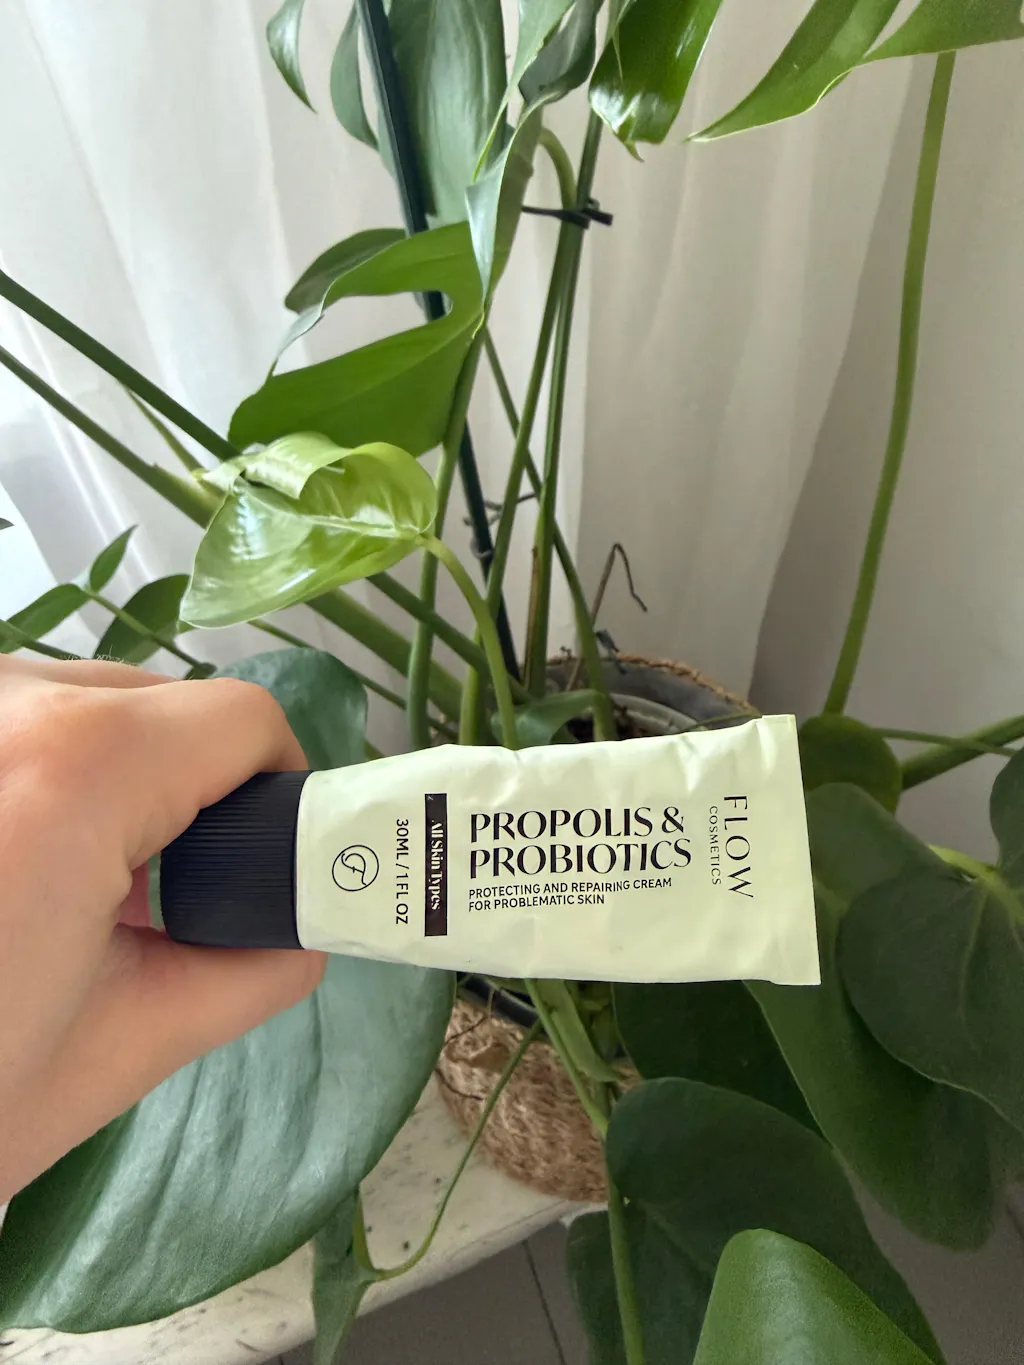 FLOW
COSMETICS
PROPOLIS &
PROBIOTICS
PROTECTING AND REPAIRING CREAM
FOR PROBLEMATIC SKIN
All Skin Types
30ML / 1 FL OZ
F